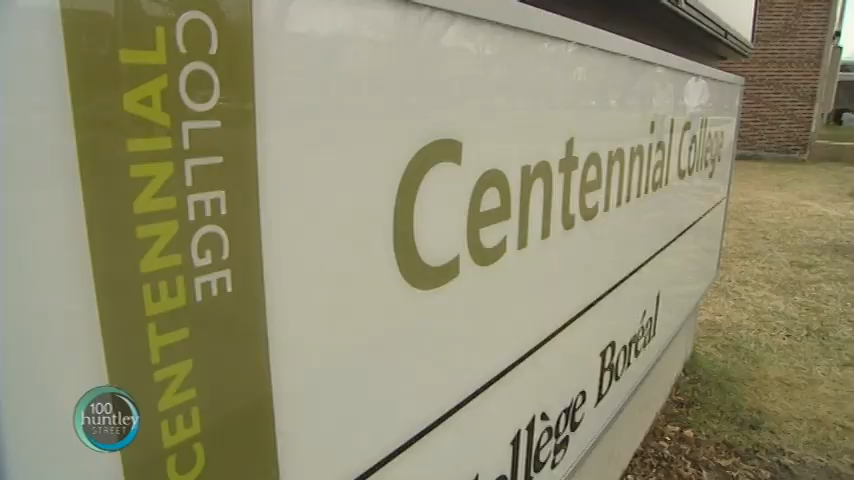 CENTENNIAL
COLLEGE
Centennial College
Collège Boréal
100
huntley
STREET